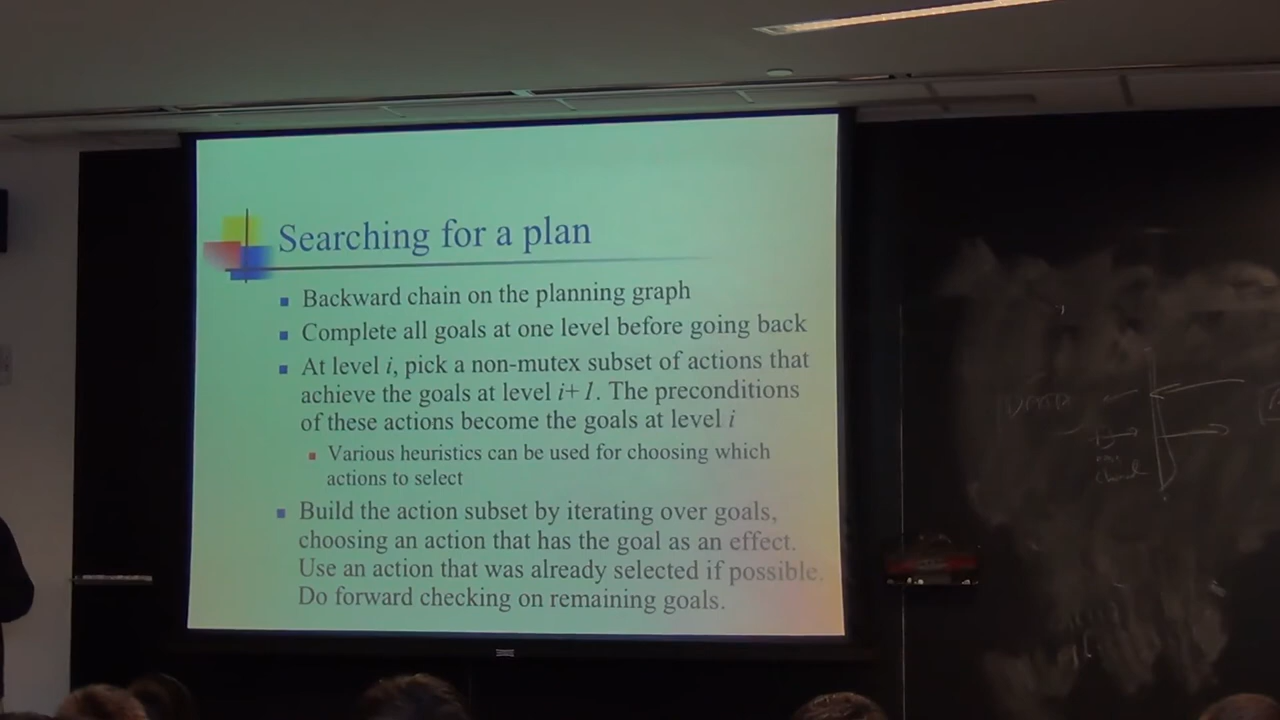 Searching for a plan
Backward chain on the planning graph
Complete all goals at one level before going back
At level i, pick a non-mutex subset of actions that
achieve the goals at level i+1. The preconditions
of these actions become the goals at level i
Various heuristics can be used for choosing which
actions to select
Build the action subset by iterating over goals,
choosing an action that has the goal as an effect.
Use an action that was already selected if possible.
Do forward checking on remaining goals.